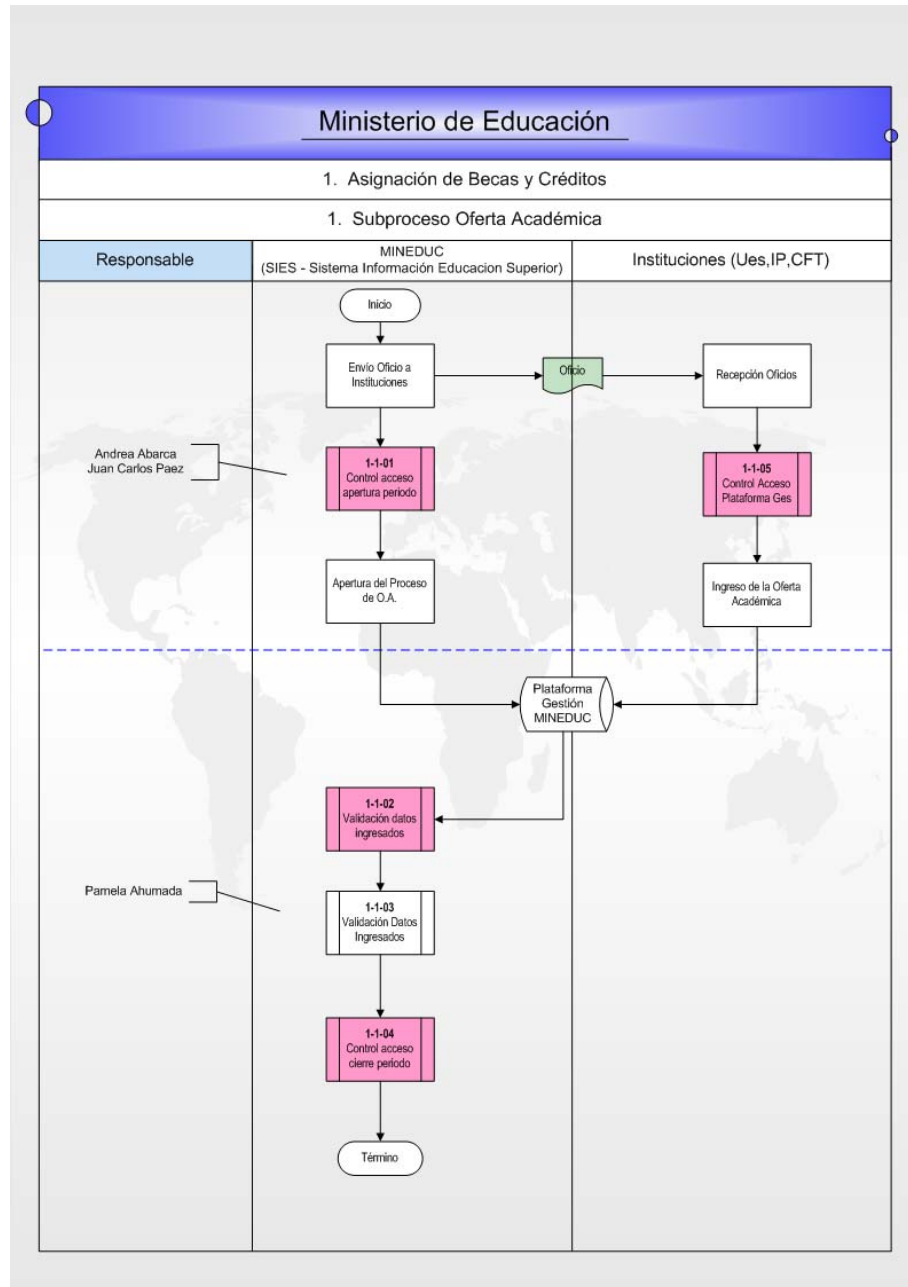 Ministerio de Educación
1. Asignación de Becas y Créditos
1. Subproceso Oferta Académica
Responsable
MINEDUC
(SIES - Sistema Información Educacion Superior)
Instituciones (Ues,IP,CFT)
Inicio
Envío Oficio a
Instituciones
Oficio
Recepción Oficios
Andrea Abarca
Juan Carlos Paez
1-1-01
Control acceso
apertura periodo
1-1-05
Control Acceso
Plataforma Ges
Apertura del Proceso
de O.A.
Ingreso de la Oferta
Académica
Plataforma
Gestión
MINEDUC
1-1-02
Validación datos
ingresados
Pamela Ahumada
1-1-03
Validación Datos
Ingresados
1-1-04
Control acceso
cierre periodo
Término